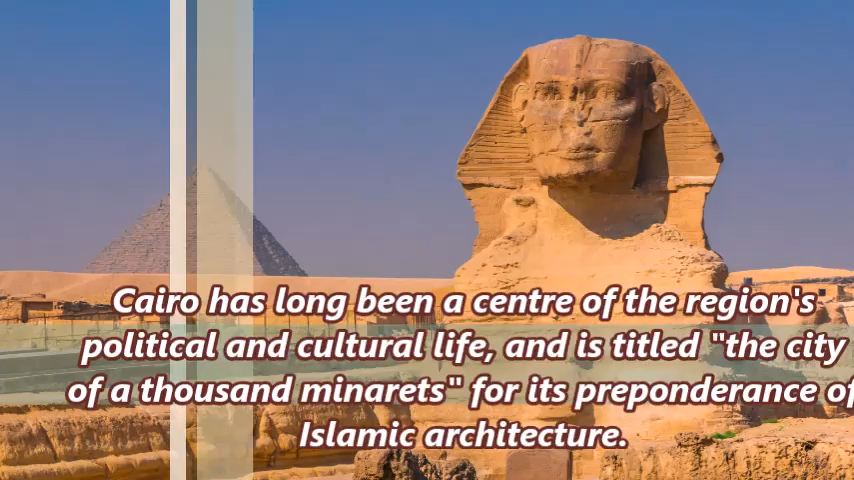 Cairo has long been a centre of the region's
political and cultural life, and is titled "the city
of a thousand minarets" for its preponderance of
Islamic architecture.